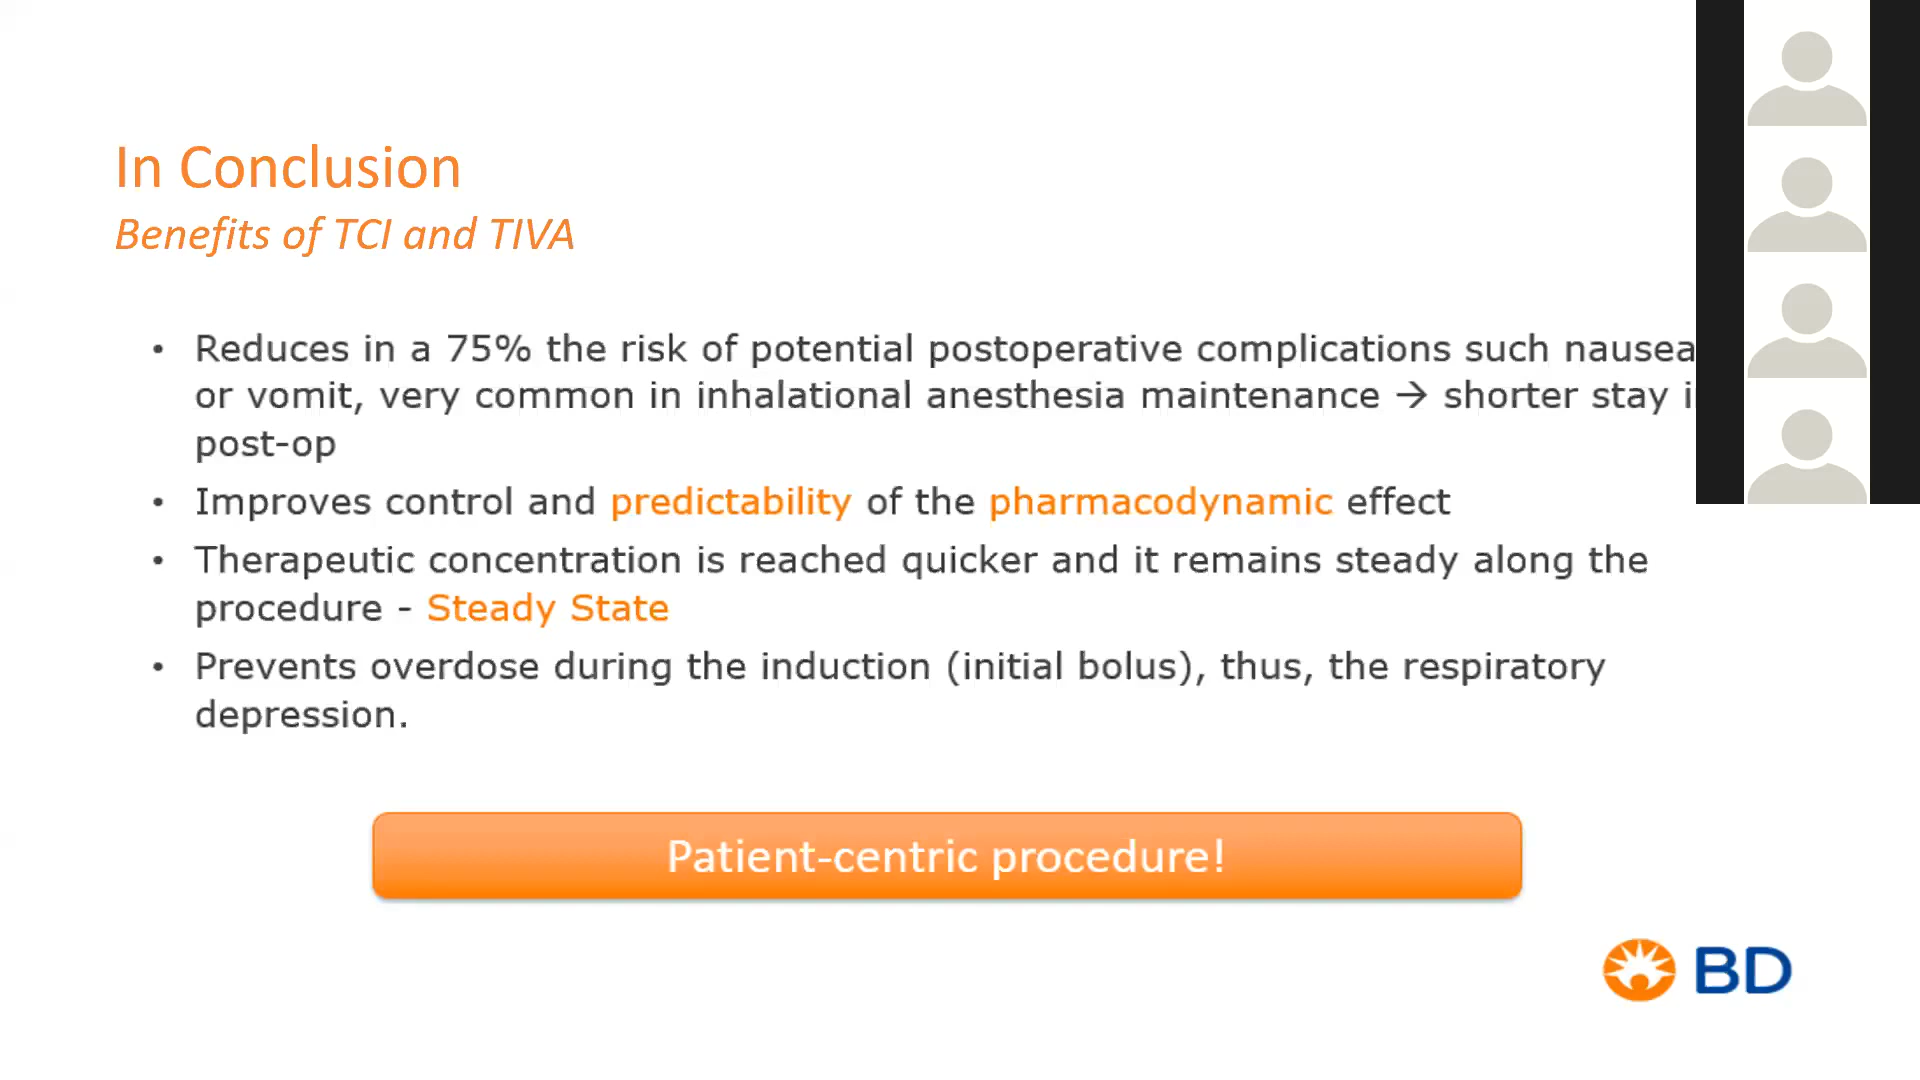 In Conclusion
Benefits of TCI and TIVA
• Reduces in a 75% the risk of potential postoperative complications such nausea
or vomit, very common in inhalational anesthesia maintenance → shorter stay
post-op
• Improves control and predictability of the pharmacodynamic effect
• Therapeutic concentration is reached quicker and it remains steady along the
procedure - Steady State
• Prevents overdose during the induction (initial bolus), thus, the respiratory
depression.
Patient-centric procedure!
BD